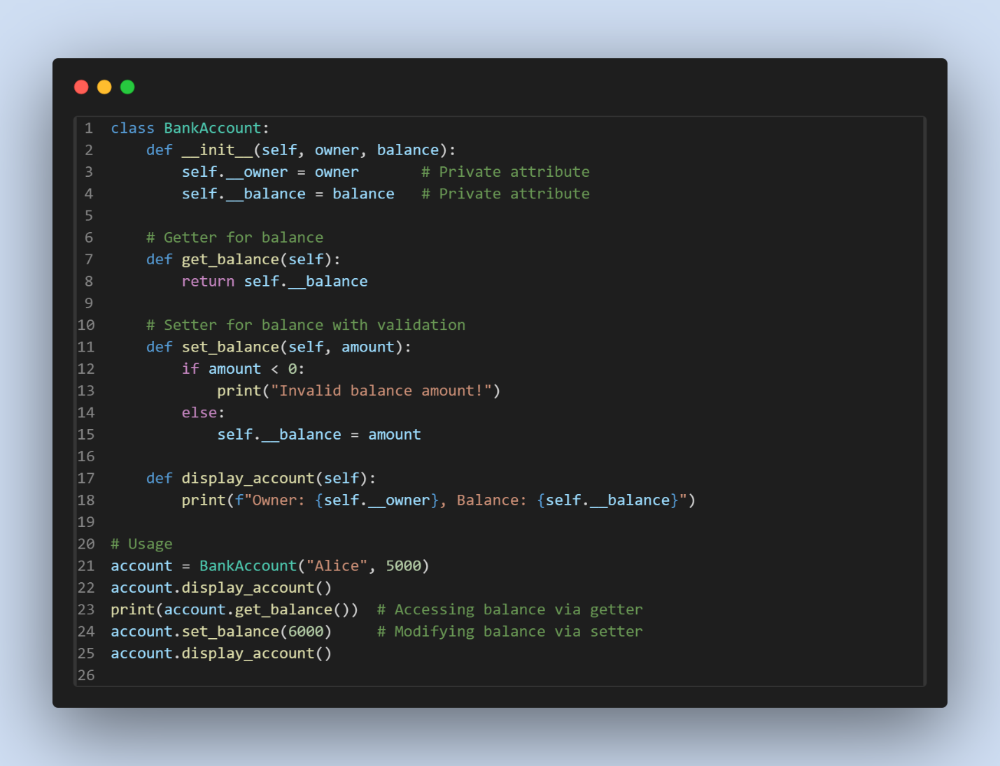 1 class BankAccount:
2     def __init__(self, owner, balance):
3         self.__owner = owner       # Private attribute
4         self.__balance = balance   # Private attribute
5
6     # Getter for balance
7     def get_balance(self):
8         return self.__balance
9
10     # Setter for balance with validation
11     def set_balance(self, amount):
12         if amount < 0:
13             print("Invalid balance amount!")
14         else:
15             self.__balance = amount
16
17     def display_account(self):
18         print(f"Owner: {self.__owner}, Balance: {self.__balance}")
19
20 # Usage
21 account = BankAccount("Alice", 5000)
22 account.display_account()
23 print(account.get_balance())  # Accessing balance via getter
24 account.set_balance(6000)     # Modifying balance via setter
25 account.display_account()
26